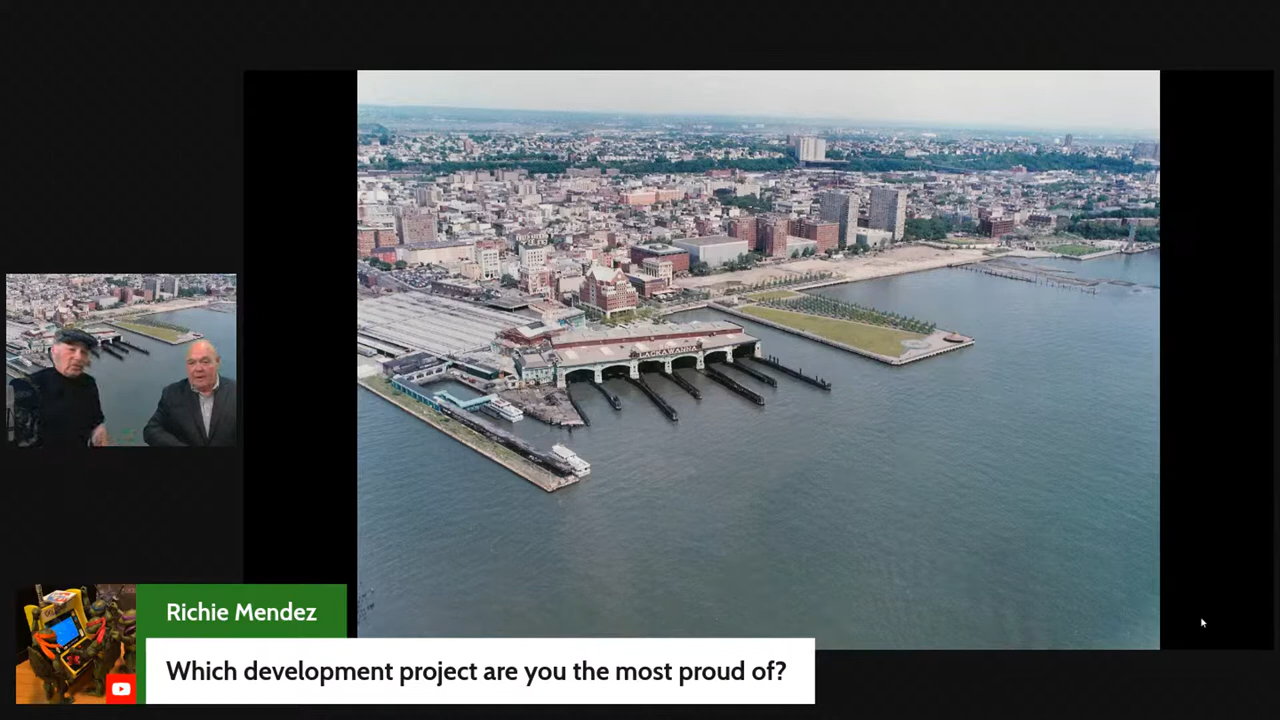 LACKAWANNA
Richie Mendez
Which development project are you the most proud of?